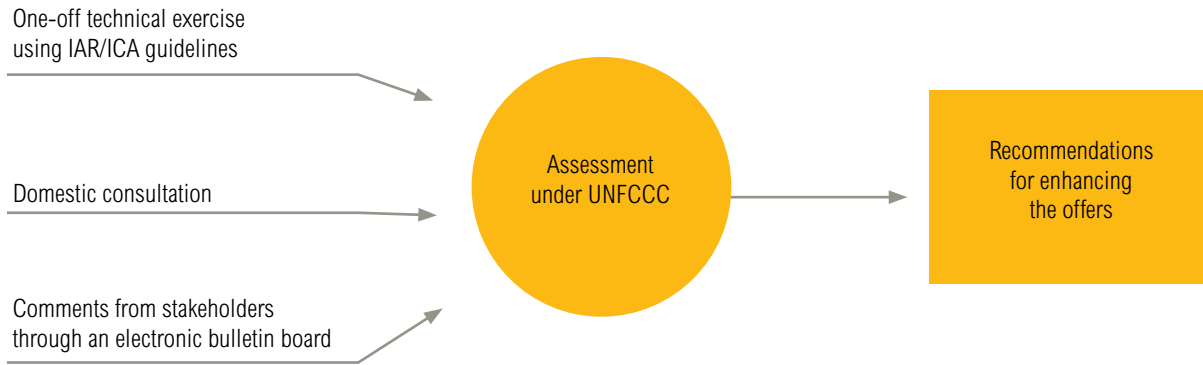 One-off technical exercise
using IAR/ICA guidelines
Domestic consultation
Comments from stakeholders
through an electronic bulletin board
Assessment
under UNFCCC
Recommendations
for enhancing
the offers